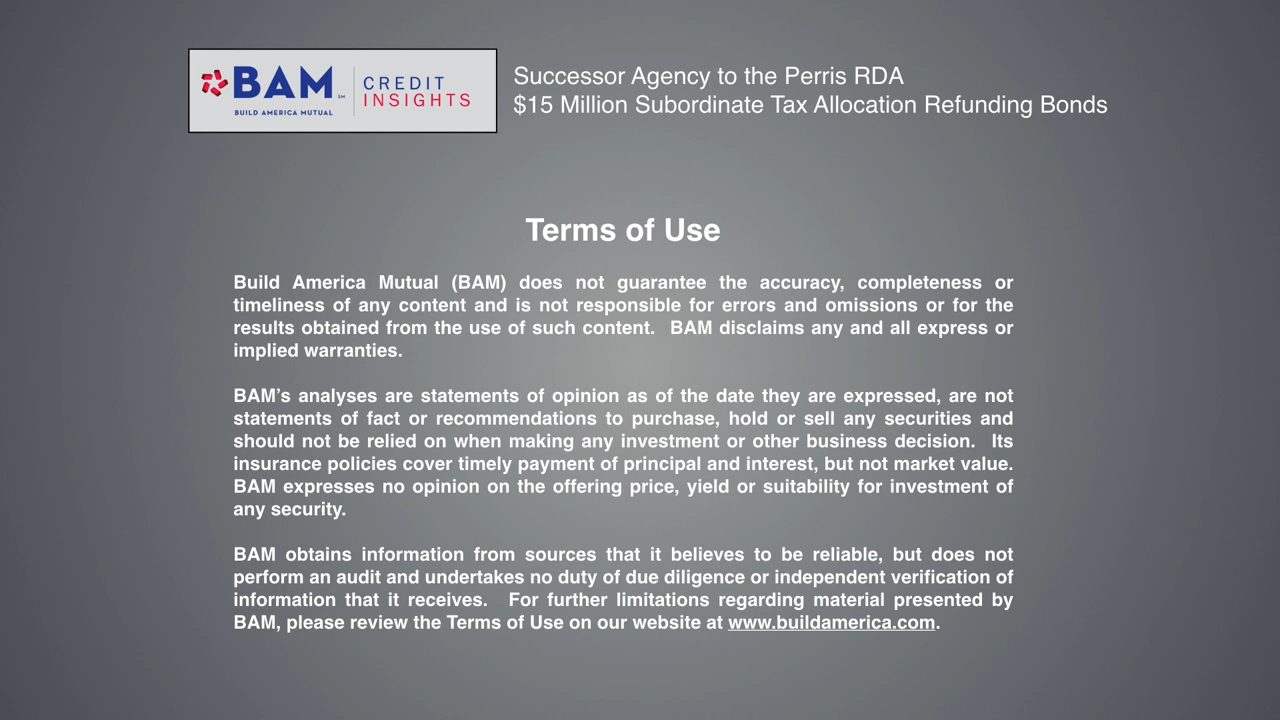 BAM SM
BUILD AMERICA MUTUAL
CREDIT
INSIGHTS
Successor Agency to the Perris RDA
$15 Million Subordinate Tax Allocation Refunding Bonds
Terms of Use
Build America Mutual (BAM) does not guarantee the accuracy, completeness or
timeliness of any content and is not responsible for errors and omissions or for the
results obtained from the use of such content.  BAM disclaims any and all express or
implied warranties.
BAM’s analyses are statements of opinion as of the date they are expressed, are not
statements of fact or recommendations to purchase, hold or sell any securities and
should not be relied on when making any investment or other business decision.  Its
insurance policies cover timely payment of principal and interest, but not market value.
BAM expresses no opinion on the offering price, yield or suitability for investment of
any security.
BAM obtains information from sources that it believes to be reliable, but does not
perform an audit and undertakes no duty of due diligence or independent verification of
information that it receives.  For further limitations regarding material presented by
BAM, please review the Terms of Use on our website at www.buildamerica.com.